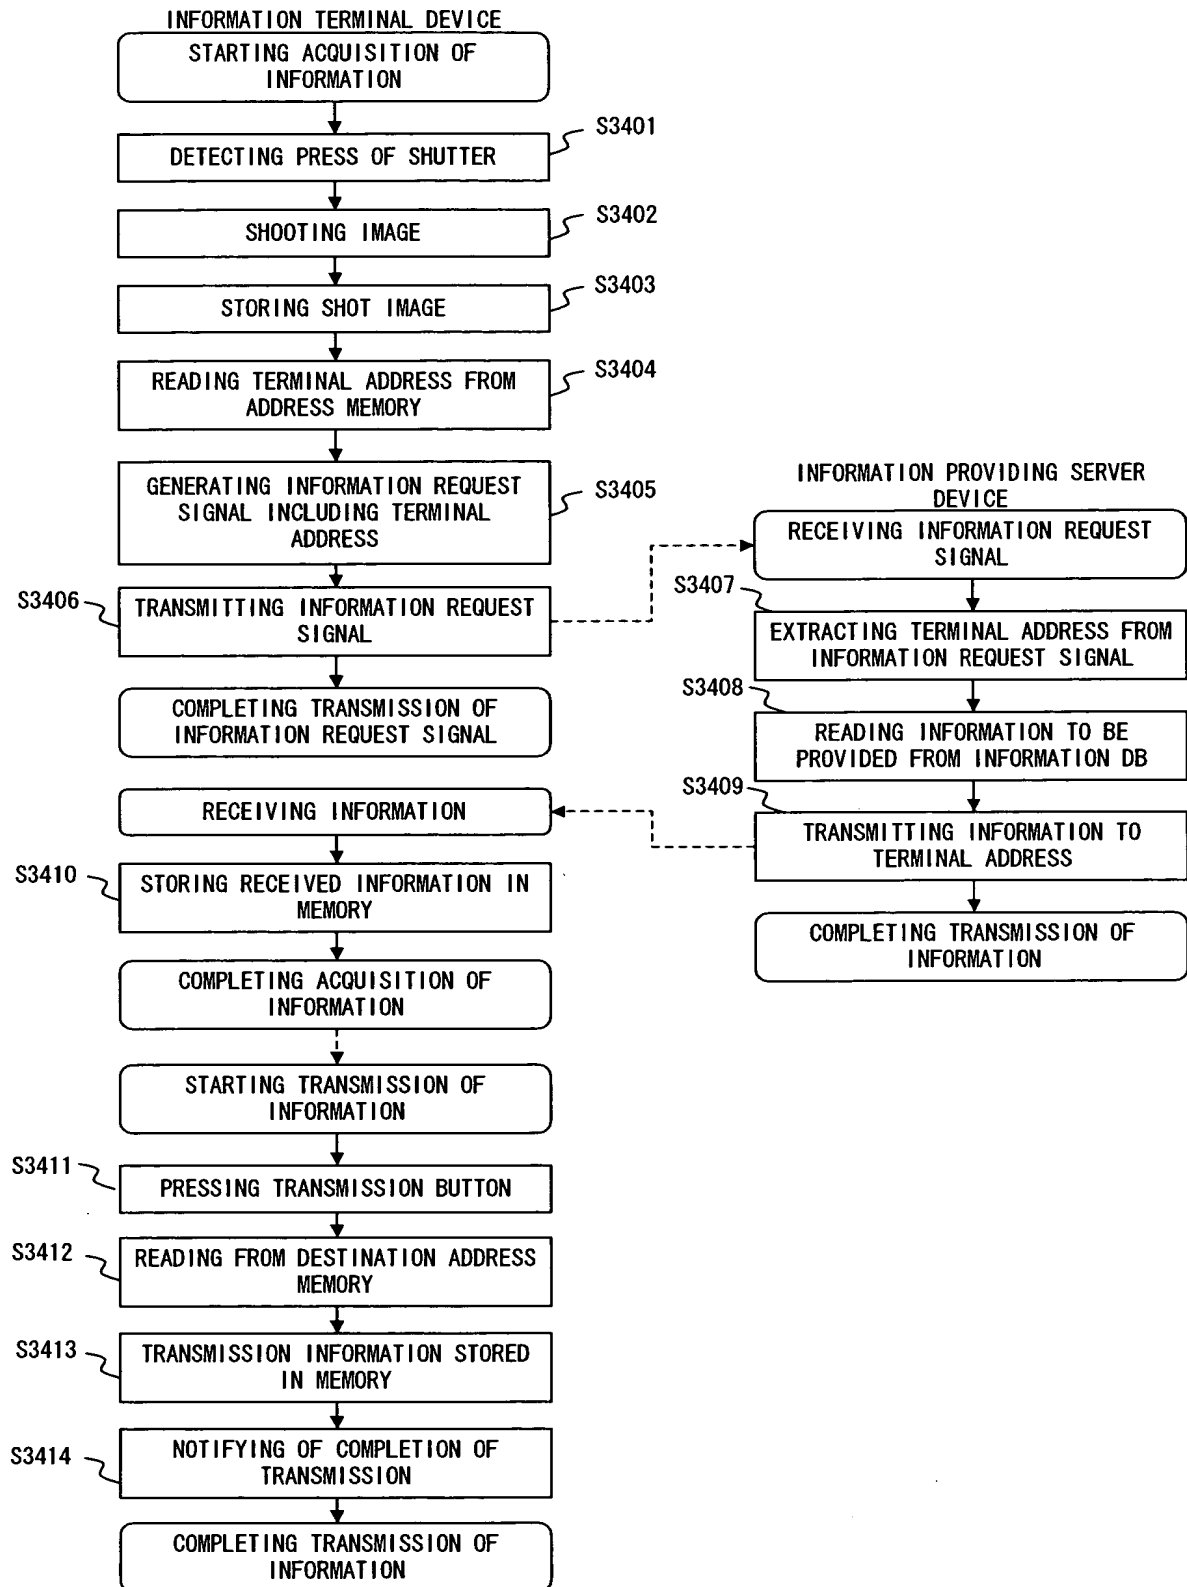 INFORMATION TERMINAL DEVICE
STARTING ACQUISITION OF
INFORMATION
S3401
DETECTING PRESS OF SHUTTER
S3402
SHOOTING IMAGE
S3403
STORING SHOT IMAGE
S3404
READING TERMINAL ADDRESS FROM
ADDRESS MEMORY
S3405
GENERATING INFORMATION REQUEST
SIGNAL INCLUDING TERMINAL
ADDRESS
S3406
TRANSMITTING INFORMATION REQUEST
SIGNAL
COMPLETING TRANSMISSION OF
INFORMATION REQUEST SIGNAL
INFORMATION PROVIDING SERVER
DEVICE
RECEIVING INFORMATION REQUEST
SIGNAL
S3407
EXTRACTING TERMINAL ADDRESS FROM
INFORMATION REQUEST SIGNAL
S3408
READING INFORMATION TO BE
PROVIDED FROM INFORMATION DB
S3409
TRANSMITTING INFORMATION TO
TERMINAL ADDRESS
COMPLETING TRANSMISSION OF
INFORMATION
RECEIVING INFORMATION
S3410
STORING RECEIVED INFORMATION IN
MEMORY
COMPLETING ACQUISITION OF
INFORMATION
STARTING TRANSMISSION OF
INFORMATION
S3411
PRESSING TRANSMISSION BUTTON
S3412
READING FROM DESTINATION ADDRESS
MEMORY
S3413
TRANSMISSION INFORMATION STORED
IN MEMORY
S3414
NOTIFYING OF COMPLETION OF
TRANSMISSION
COMPLETING TRANSMISSION OF
INFORMATION